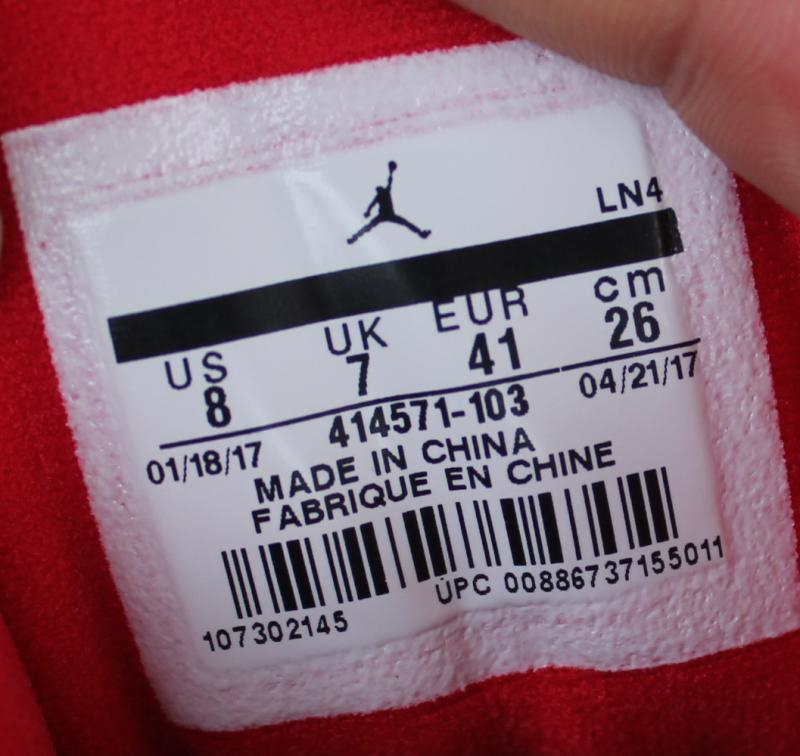 LN4
US UK EUR cm
8 7 41 26
01/18/17 414571-103 04/21/17
MADE IN CHINA
FABRIQUE EN CHINE
107302145 UPC 00886737155011